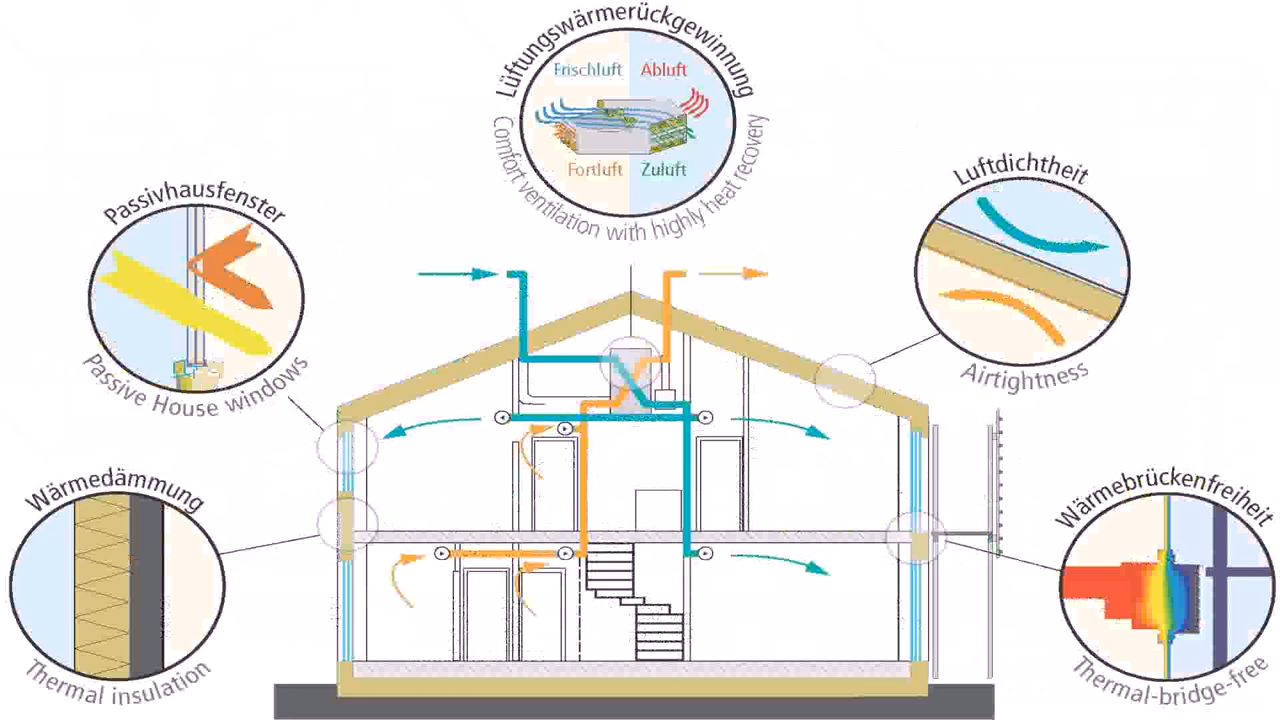 Lüftungswärmerückgewinnung
Frischluft Abluft
Fortluft Zuluft
Comfort ventilation with highly heat recovery
Passivhausfenster
Passive House windows
Luftdichtheit
Airtightness
Wärmedämmung
Thermal insulation
Wärmebrückenfreiheit
Thermal-bridge-free